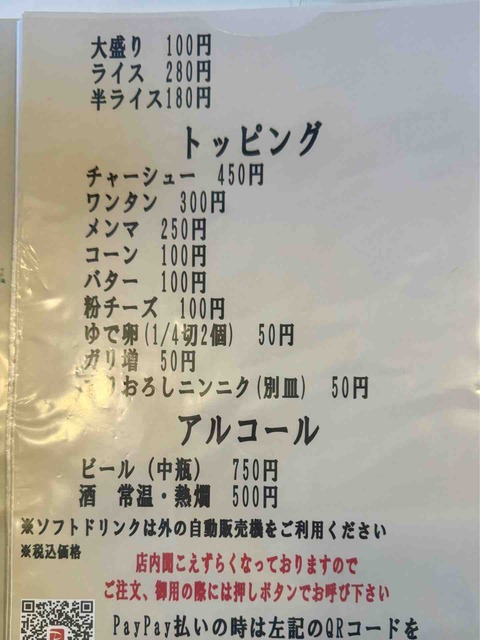 大盛り 100円
ライス 280円
半ライス180円
トッピング
チャーシュー 450円
ワンタン 300円
メンマ 250円
コーン 100円
バター 100円
粉チーズ 100円
ゆで卵(1/4切2個) 50円
ガリ増 50円
おろしニンニク(別皿) 50円
アルコール
ビール(中瓶) 750円
酒 常温・熱燗 500円
※ソフトドリンクは外の自動販売機をご利用ください
※税込価格
店内聞こえずらくなっておりますので
ご注文、御用の際には押しボタンでお呼び下さい
PayPay払いの時は左記のQRコードを